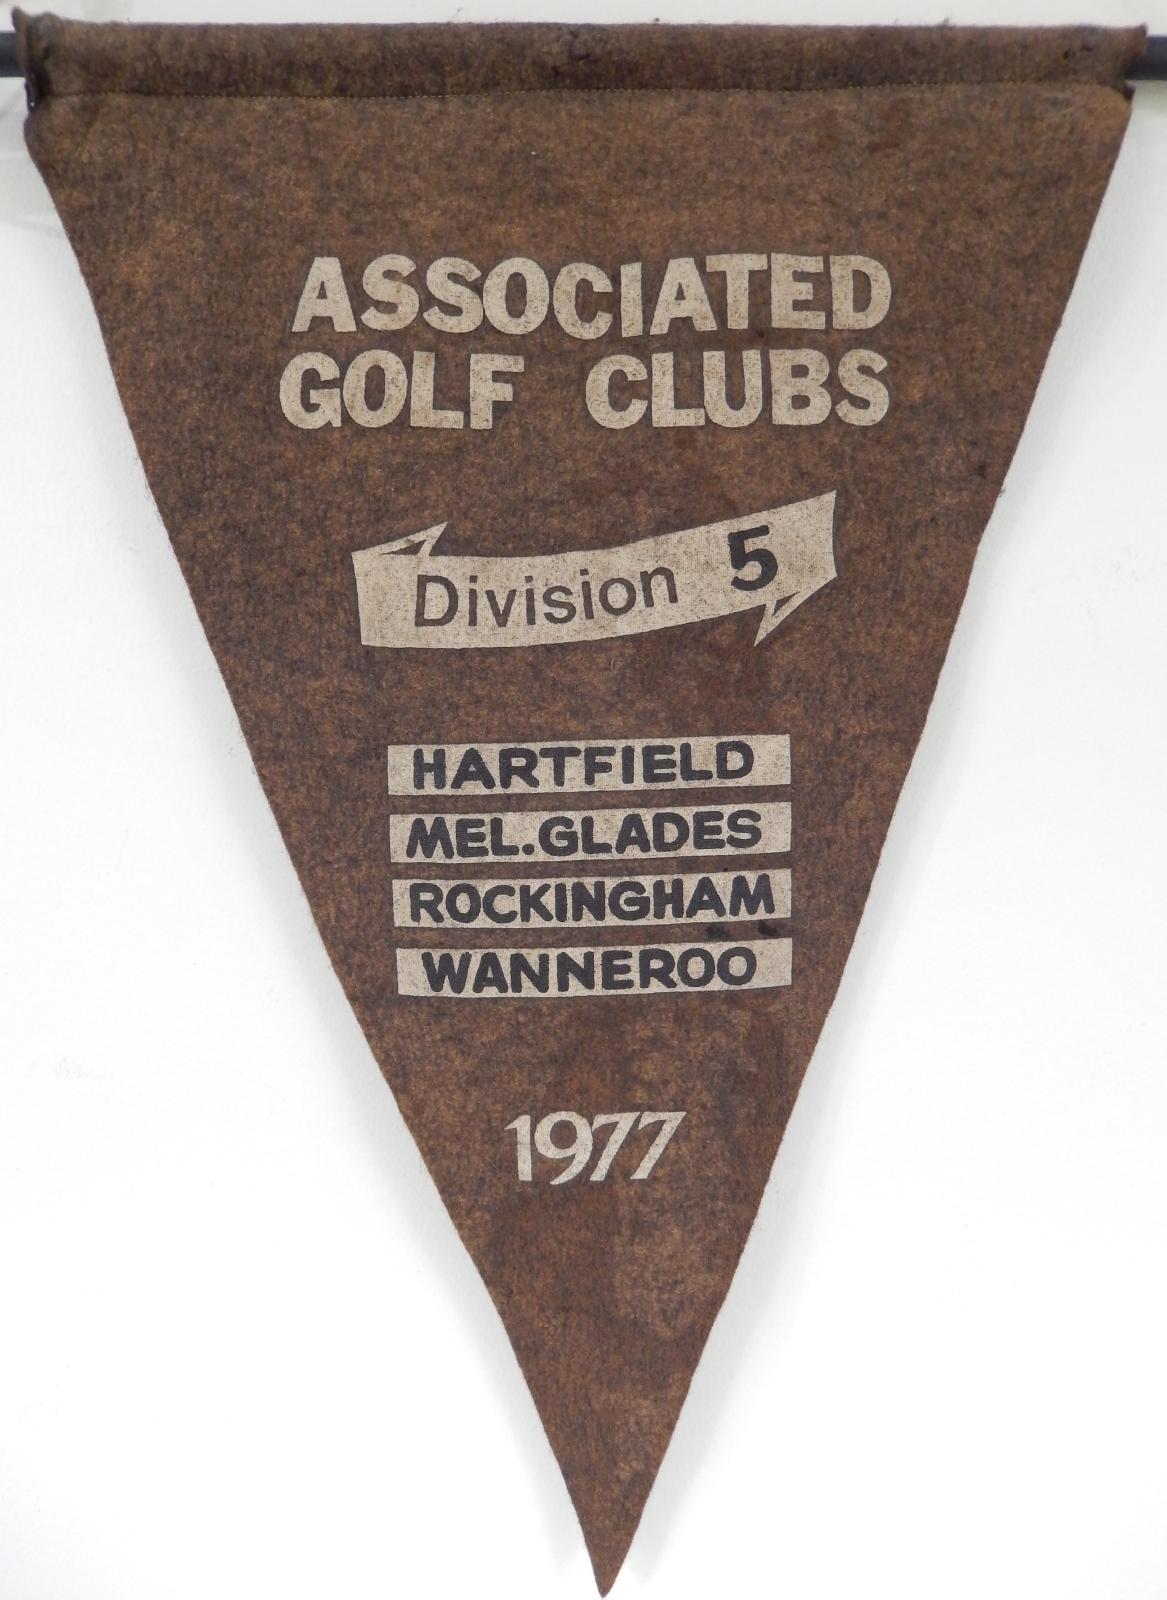 ASSOCIATED
GOLF CLUBS
Division 5
HARTFIELD
MEL.GLADES
ROCKINGHAM
WANNEROO
1977